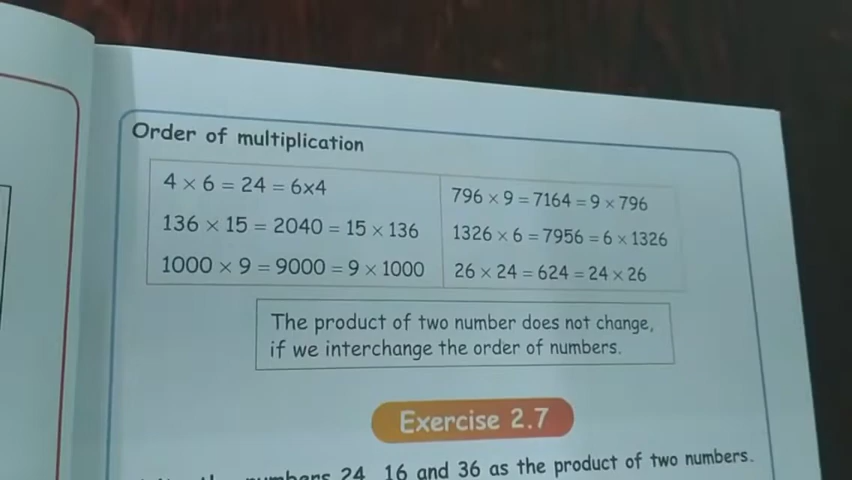 Order of multiplication
4 × 6 = 24 = 6x4
136 × 15 = 2040 = 15 × 136
1000 × 9 = 9000 = 9 × 1000
796 × 9 = 7164 = 9 × 796
1326 × 6 = 7956 = 6 × 1326
26 × 24 = 624 = 24 × 26
The product of two number does not change,
if we interchange the order of numbers.
Exercise 2.7
24, 16 and 36 as the product of two numbers.